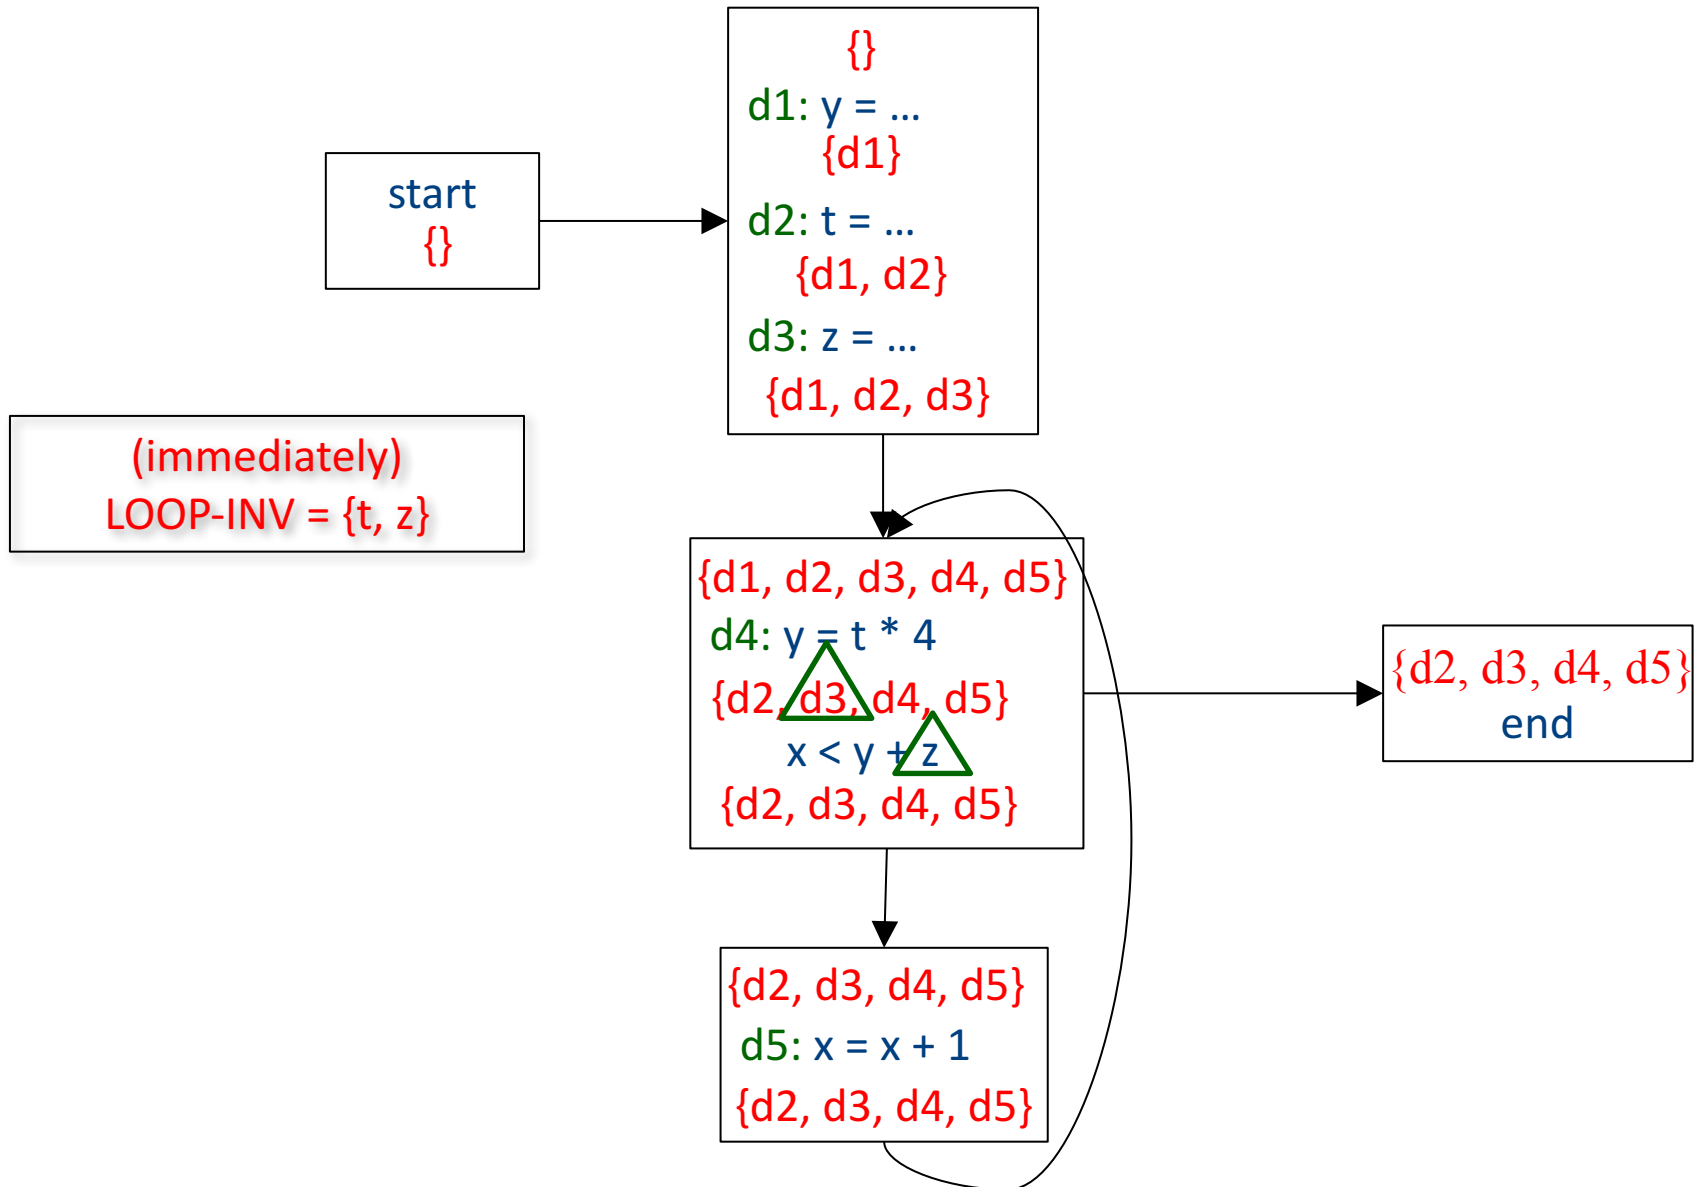 start
{}
{}
d1: y = ...
{d1}
d2: t = ...
{d1, d2}
d3: z = ...
{d1, d2, d3}
(immediately)
LOOP-INV = {t, z}
{d1, d2, d3, d4, d5}
d4: y = t * 4
{d2, d3, d4, d5}
x < y + z
{d2, d3, d4, d5}
{d2, d3, d4, d5}
end
{d2, d3, d4, d5}
d5: x = x + 1
{d2, d3, d4, d5}